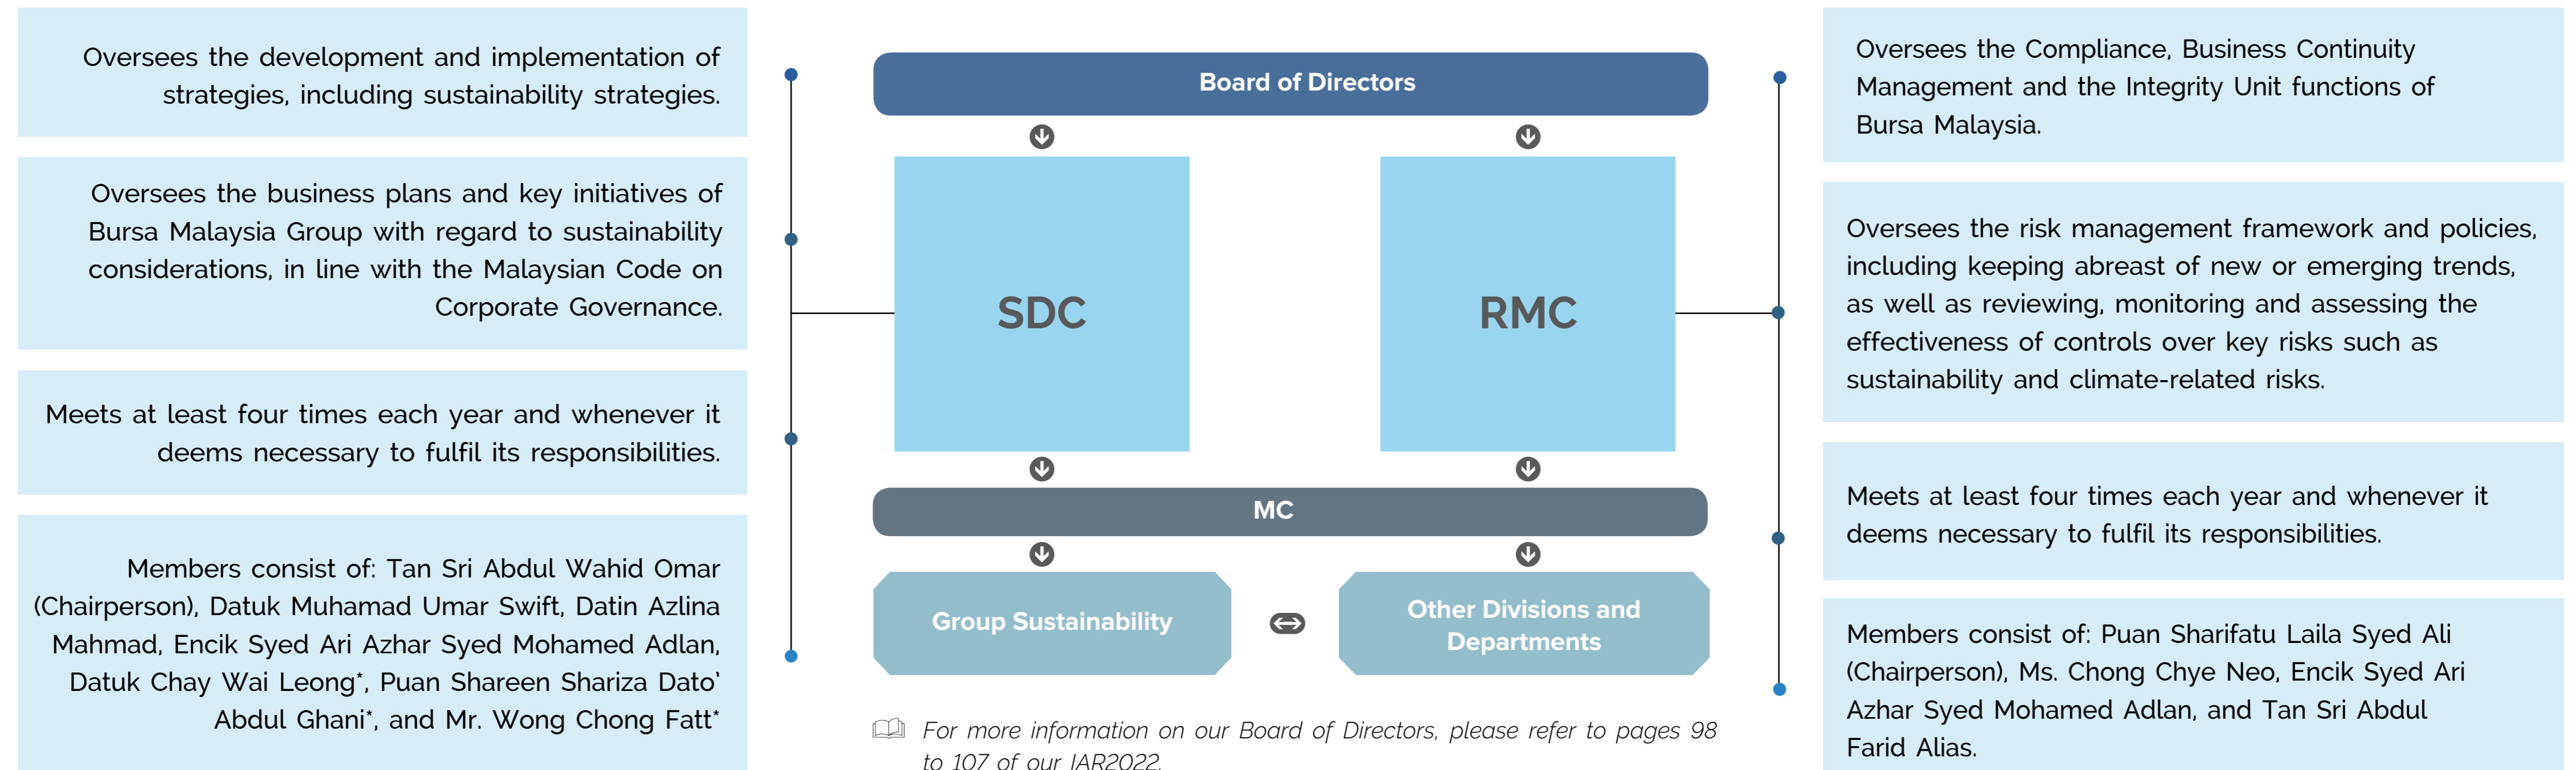 Oversees the development and implementation of
strategies, including sustainability strategies.
Oversees the business plans and key initiatives of
Bursa Malaysia Group with regard to sustainability
considerations, in line with the Malaysian Code on
Corporate Governance.
Meets at least four times each year and whenever it
deems necessary to fulfil its responsibilities.
Members consist of: Tan Sri Abdul Wahid Omar
(Chairperson), Datuk Muhamad Umar Swift, Datin Azlina
Mahmad, Encik Syed Ari Azhar Syed Mohamed Adlan,
Datuk Chay Wai Leong*, Puan Shareen Shariza Dato'
Abdul Ghani*, and Mr. Wong Chong Fatt*
Board of Directors
SDC
RMC
MC
Group Sustainability
Other Divisions and
Departments
For more information on our Board of Directors, please refer to pages 98
to 107 of our IAR2022.
Oversees the Compliance, Business Continuity
Management and the Integrity Unit functions of
Bursa Malaysia.
Oversees the risk management framework and policies,
including keeping abreast of new or emerging trends,
as well as reviewing, monitoring and assessing the
effectiveness of controls over key risks such as
sustainability and climate-related risks.
Meets at least four times each year and whenever it
deems necessary to fulfil its responsibilities.
Members consist of: Puan Sharifatu Laila Syed Ali
(Chairperson), Ms. Chong Chye Neo, Encik Syed Ari
Azhar Syed Mohamed Adlan, and Tan Sri Abdul
Farid Alias.